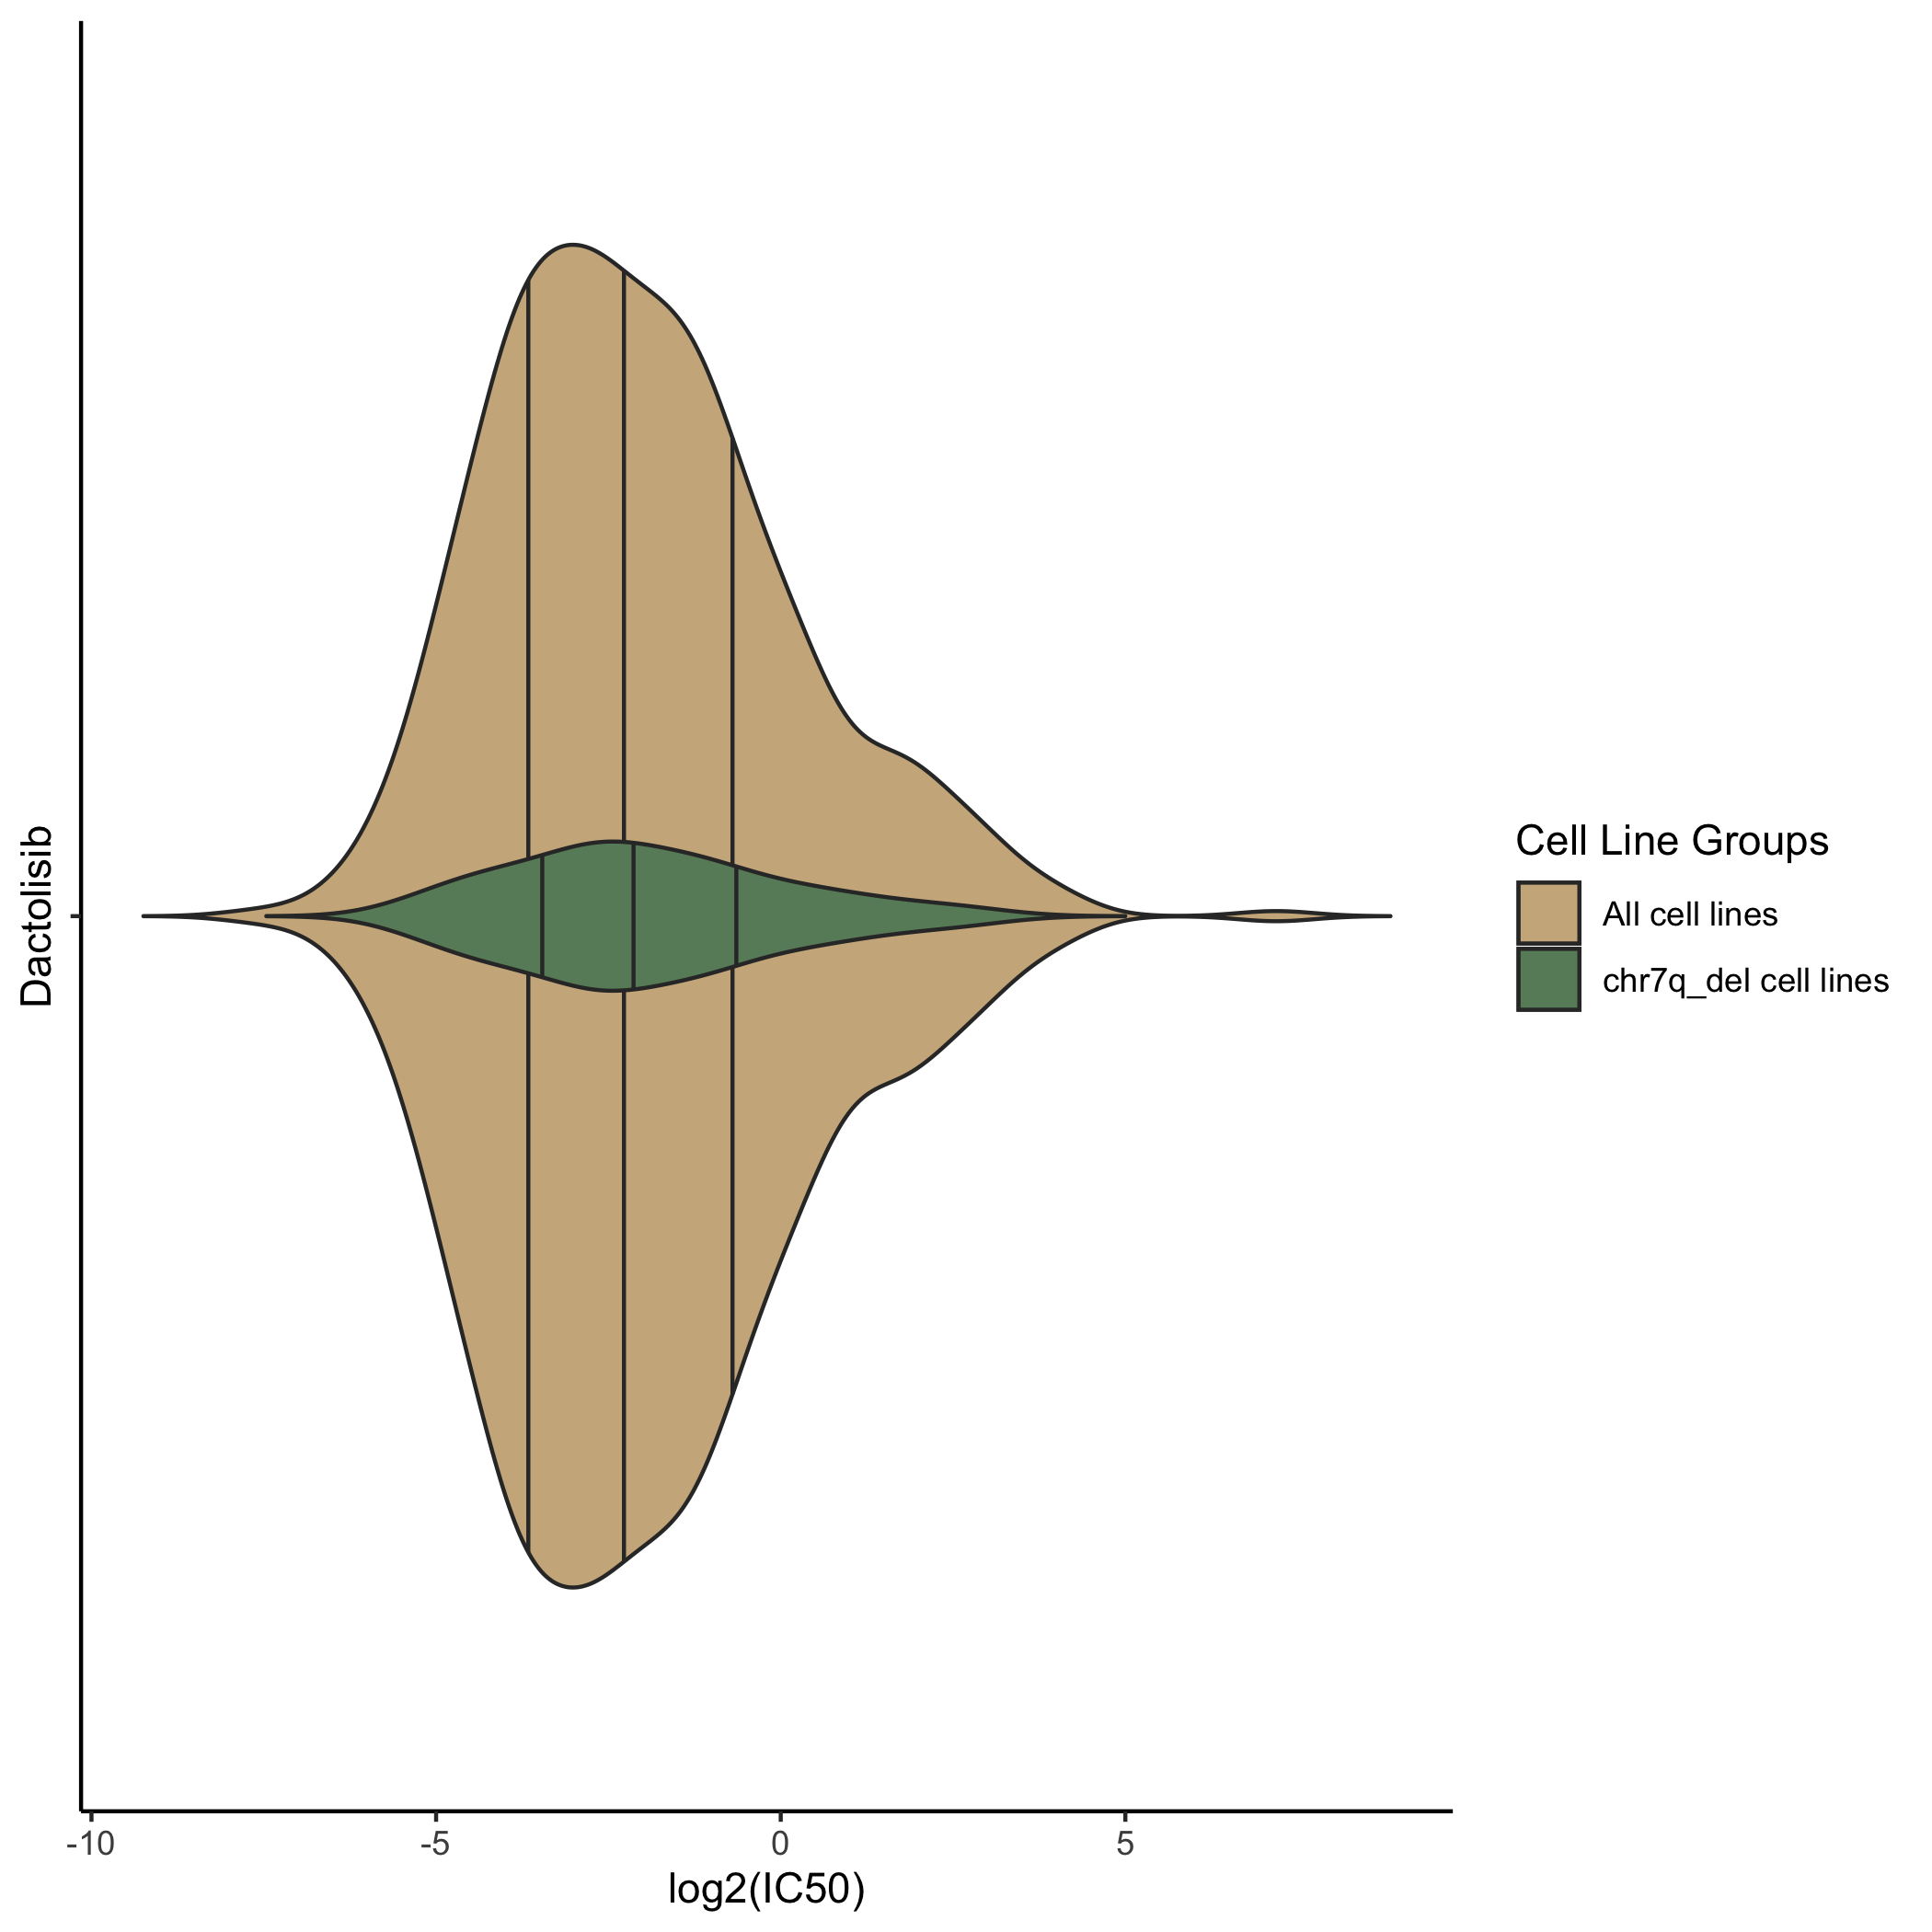 Dactolisib
-10
-5
0
5
log2(IC50)
Cell Line Groups
All cell lines
chr7q_del cell lines